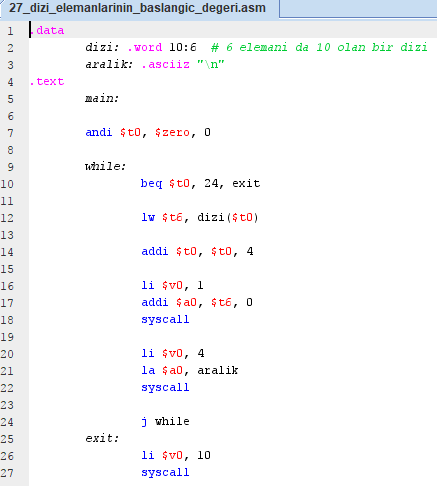 27_dizi_elemanlarinin_baslangic_degeri.asm
1 .data
2 dizi: .word 10:6 # 6 elemani da 10 olan bir dizi
3 aralik: .asciiz "\n"
4 .text
5 main:
6
7 andi $t0, $zero, 0
8
9 while:
10 beq $t0, 24, exit
11
12 lw $t6, dizi($t0)
13
14 addi $t0, $t0, 4
15
16 li $v0, 1
17 addi $a0, $t6, 0
18 syscall
19
20 li $v0, 4
21 la $a0, aralik
22 syscall
23
24 j while
25 exit:
26 li $v0, 10
27 syscall